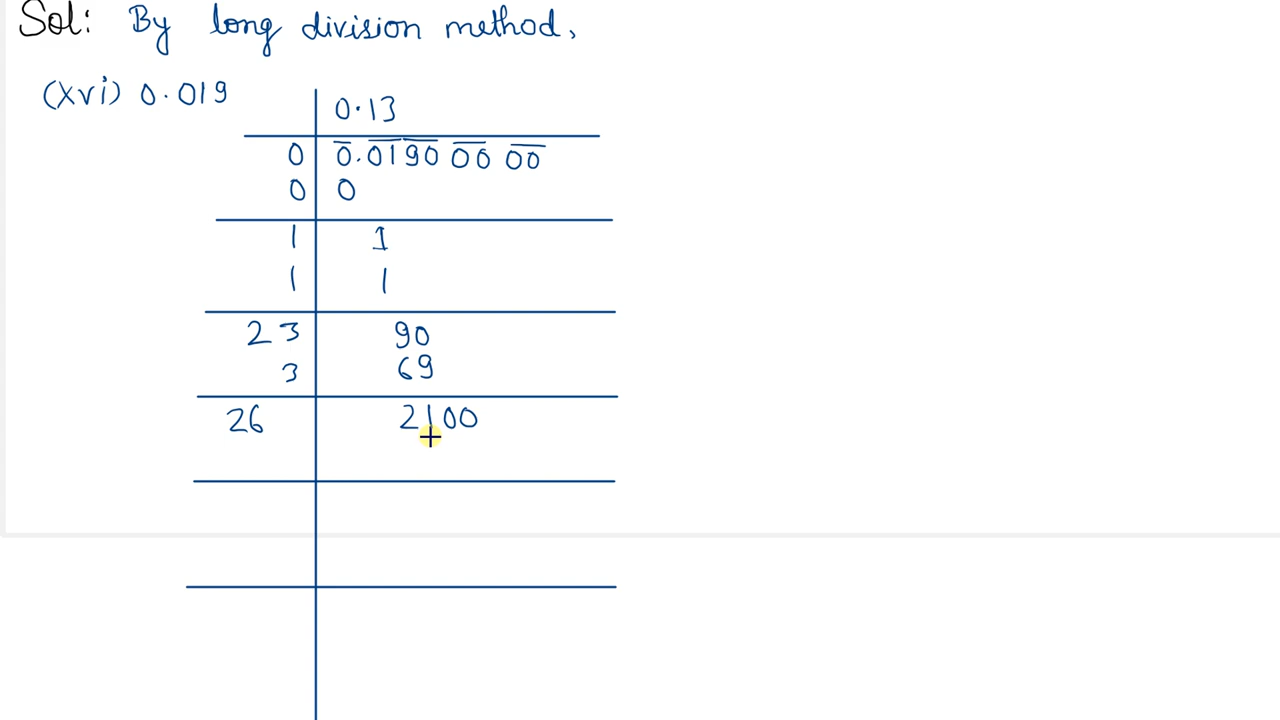 Sol: By long division method,
(xvi) 0.019
0.13
0 0.0190 00 00
0 0
1 1
1 1
23 90
3 69
26 2100